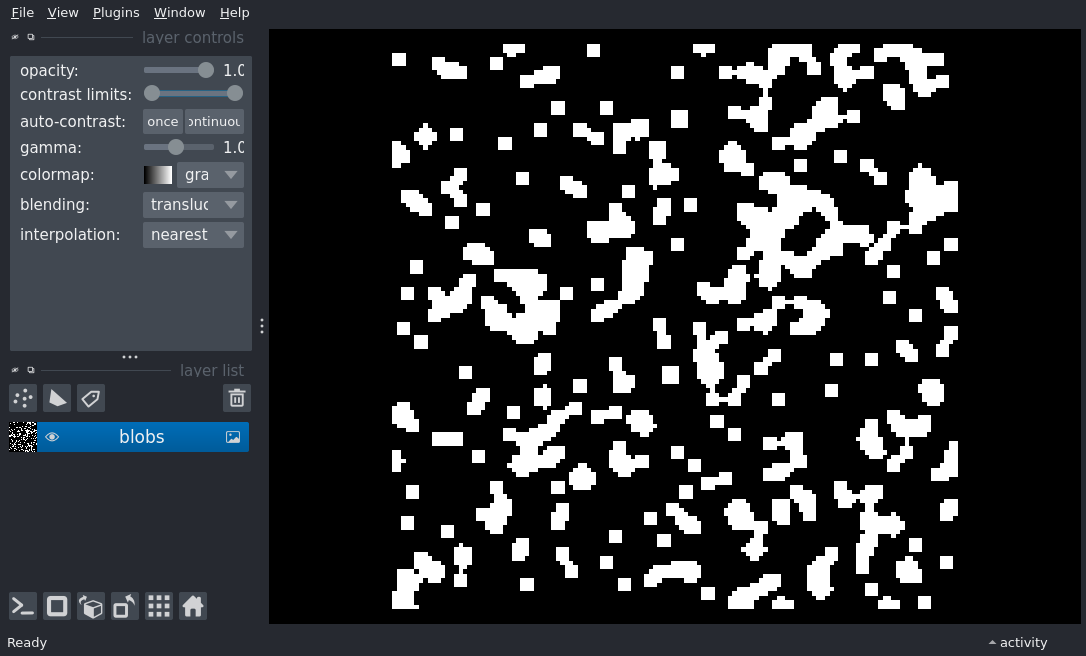 File View Plugins Window Help
layer controls
opacity: 1.0
contrast limits:
auto-contrast: once ontinuou
gamma: 1.0
colormap: gra
blending: transluc
interpolation: nearest
layer list
blobs
Ready
activity